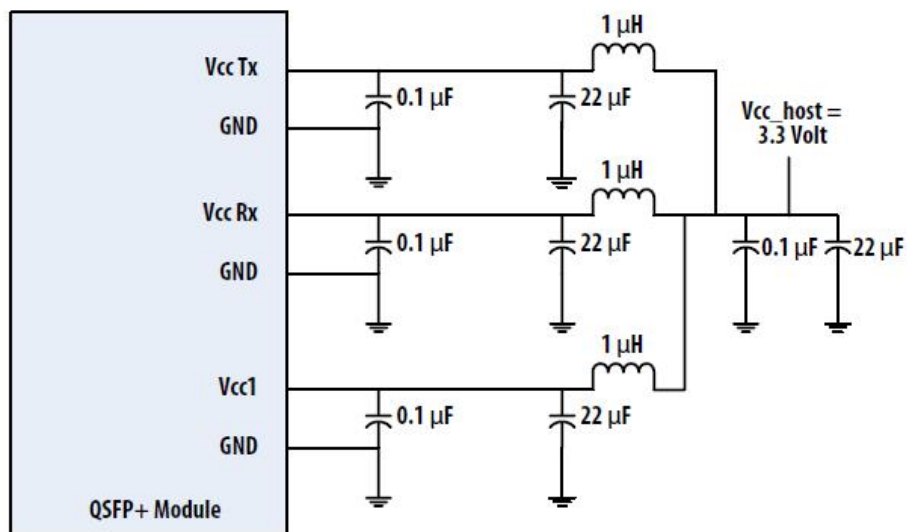 1 µH
Vcc Tx
0.1 µF
22 µF
GND
Vcc_host =
3.3 Volt
1 µH
Vcc Rx
0.1 µF
22 µF
0.1 µF
22 µF
GND
1 µH
Vcc1
0.1 µF
22 µF
GND
QSFP+ Module